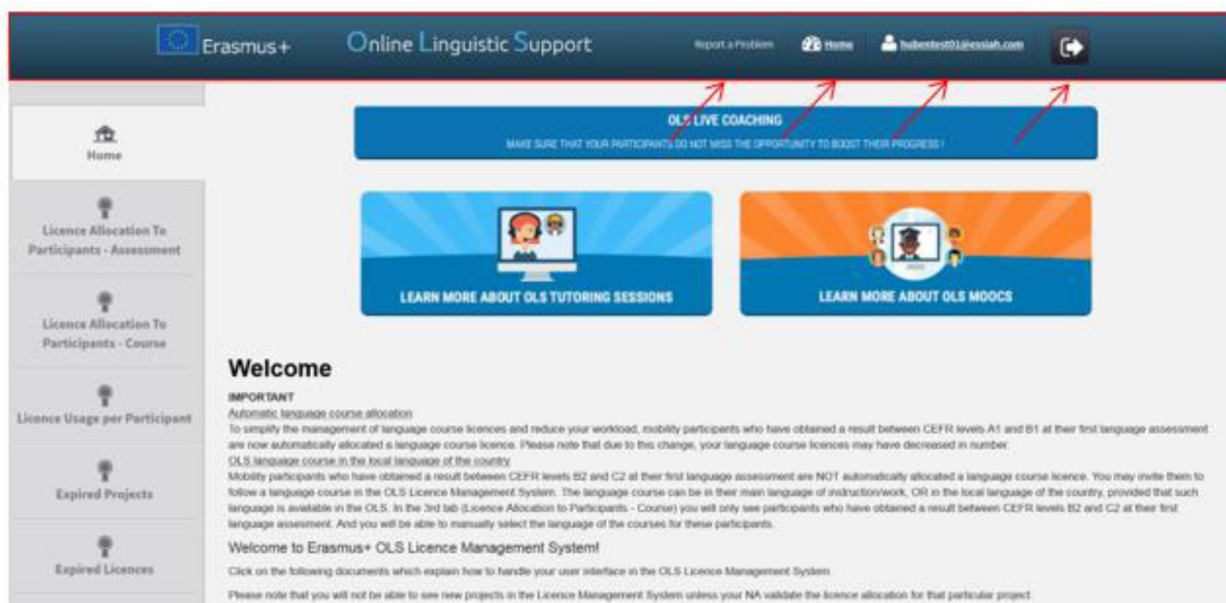 Erasmus+ Online Linguistic Support Report a Problem Home hubentest01@essiah.com
Home
Licence Allocation To
Participants - Assessment
Licence Allocation To
Participants - Course
Licence Usage per Participant
Expired Projects
Expired Licences
OLS LIVE COACHING
MAKE SURE THAT YOUR PARTICIPANTS DO NOT MISS THE OPPORTUNITY TO BOOST THEIR PROGRESS !
LEARN MORE ABOUT OLS TUTORING SESSIONS
LEARN MORE ABOUT OLS MOOCS
Welcome
IMPORTANT
Automatic language course allocation
To simplify the management of language course licences and reduce your workload, mobility participants who have obtained a result between CEFR levels A1 and B1 at their first language assessment
are now automatically allocated a language course licence. Please note that due to this change, your language course licences may have decreased in number.
OLS language course in the local language of the country
Mobility participants who have obtained a result between CEFR levels B2 and C2 at their first language assessment are NOT automatically allocated a language course licence. You may invite them to
follow a language course in the OLS Licence Management System. The language course can be in their main language of instruction/work, OR in the local language of the country, provided that such
language is available in the OLS. In the 3rd tab (Licence Allocation to Participants - Course) you will only see participants who have obtained a result between CEFR levels B2 and C2 at their first
language assesment. And you will be able to manually select the language of the courses for these participants.
Welcome to Erasmus+ OLS Licence Management System!
Click on the following documents which explain how to handle your user interface in the OLS Licence Management System.
Please note that you will not be able to see new projects in the Licence Management System unless your NA validate the licence allocation for that particular project.